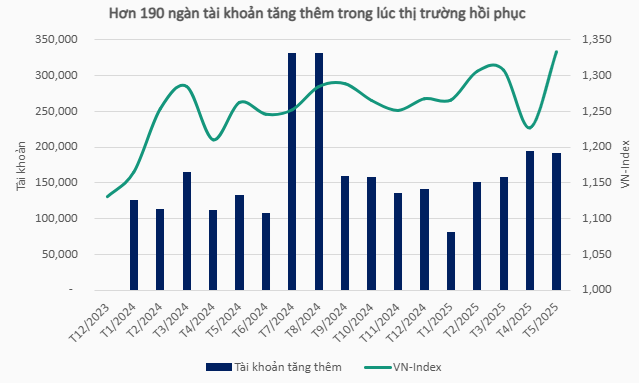 Hơn 190 ngàn tài khoản tăng thêm trong lúc thị trường hồi phục
350,000
300,000
250,000
200,000
150,000
100,000
50,000
-
Tài khoản
1,350
1,300
1,250
1,200
1,150
1,100
1,050
1,000
VN-Index
T12/2023
T1/2024
T2/2024
T3/2024
T4/2024
T5/2024
T6/2024
T7/2024
T8/2024
T9/2024
T10/2024
T11/2024
T12/2024
T1/2025
T2/2025
T3/2025
T4/2025
T5/2025
Tài khoản tăng thêm
VN-Index